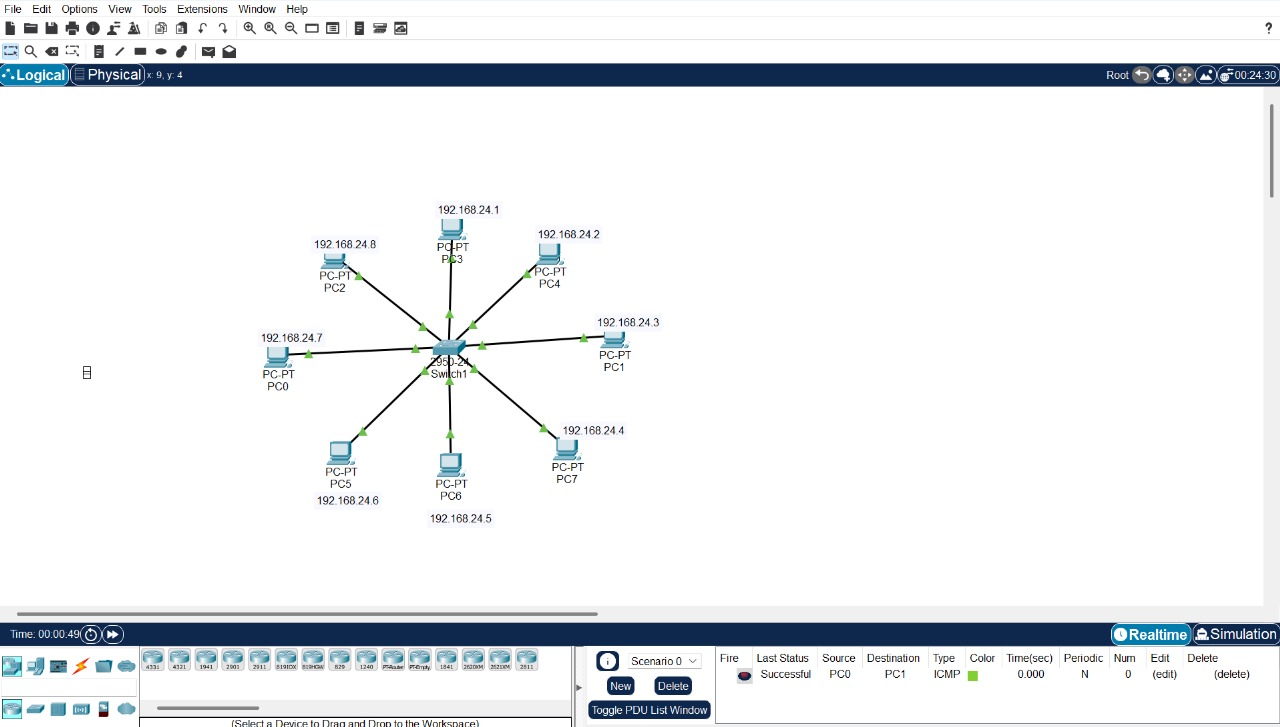 File Edit Options View Tools Extensions Window Help
?
Logical Physical x: 9, y: 4 Root 00:24:30
192.168.24.1
192.168.24.2
192.168.24.8
PC-PT
PC3
PC-PT
PC4
PC-PT
PC2
192.168.24.3
192.168.24.7
PC-PT
PC1
2950-24
Switch1
PC-PT
PC0
192.168.24.4
PC-PT
PC7
PC-PT
PC5
PC-PT
PC6
192.168.24.6
192.168.24.5
Time: 00:00:49 Realtime Simulation
4331 4321 1941 2901 2911 819IOX 819HGW 829 1240 PT-Router PT-Empty 1841 2620XM 2621XM 2811
(Select a Device to Drag and Drop to the Workspace)
Scenario 0
New Delete
Toggle PDU List Window
Fire Last Status Source Destination Type Color Time(sec) Periodic Num Edit Delete
Successful PC0 PC1 ICMP 0.000 N 0 (edit) (delete)